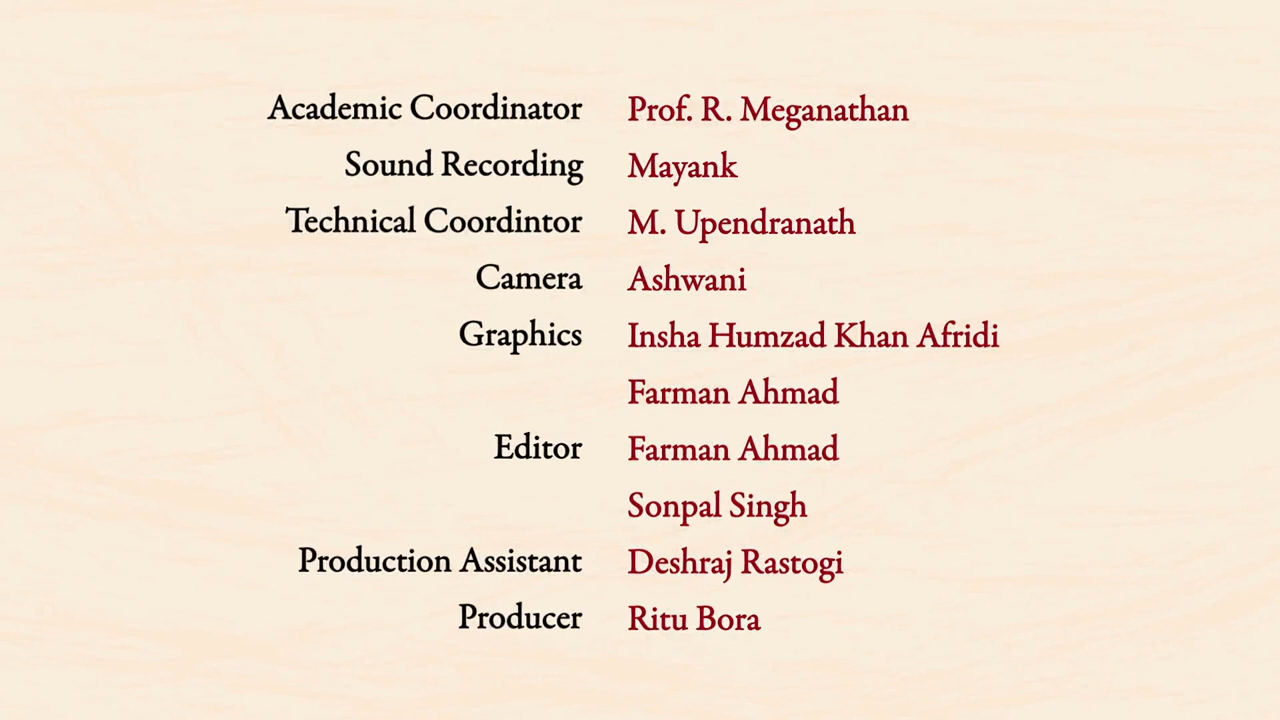 Academic Coordinator Prof. R. Meganathan
Sound Recording Mayank
Technical Coordintor M. Upendranath
Camera Ashwani
Graphics Insha Humzad Khan Afridi
Farman Ahmad
Editor Farman Ahmad
Sonpal Singh
Production Assistant Deshraj Rastogi
Producer Ritu Bora